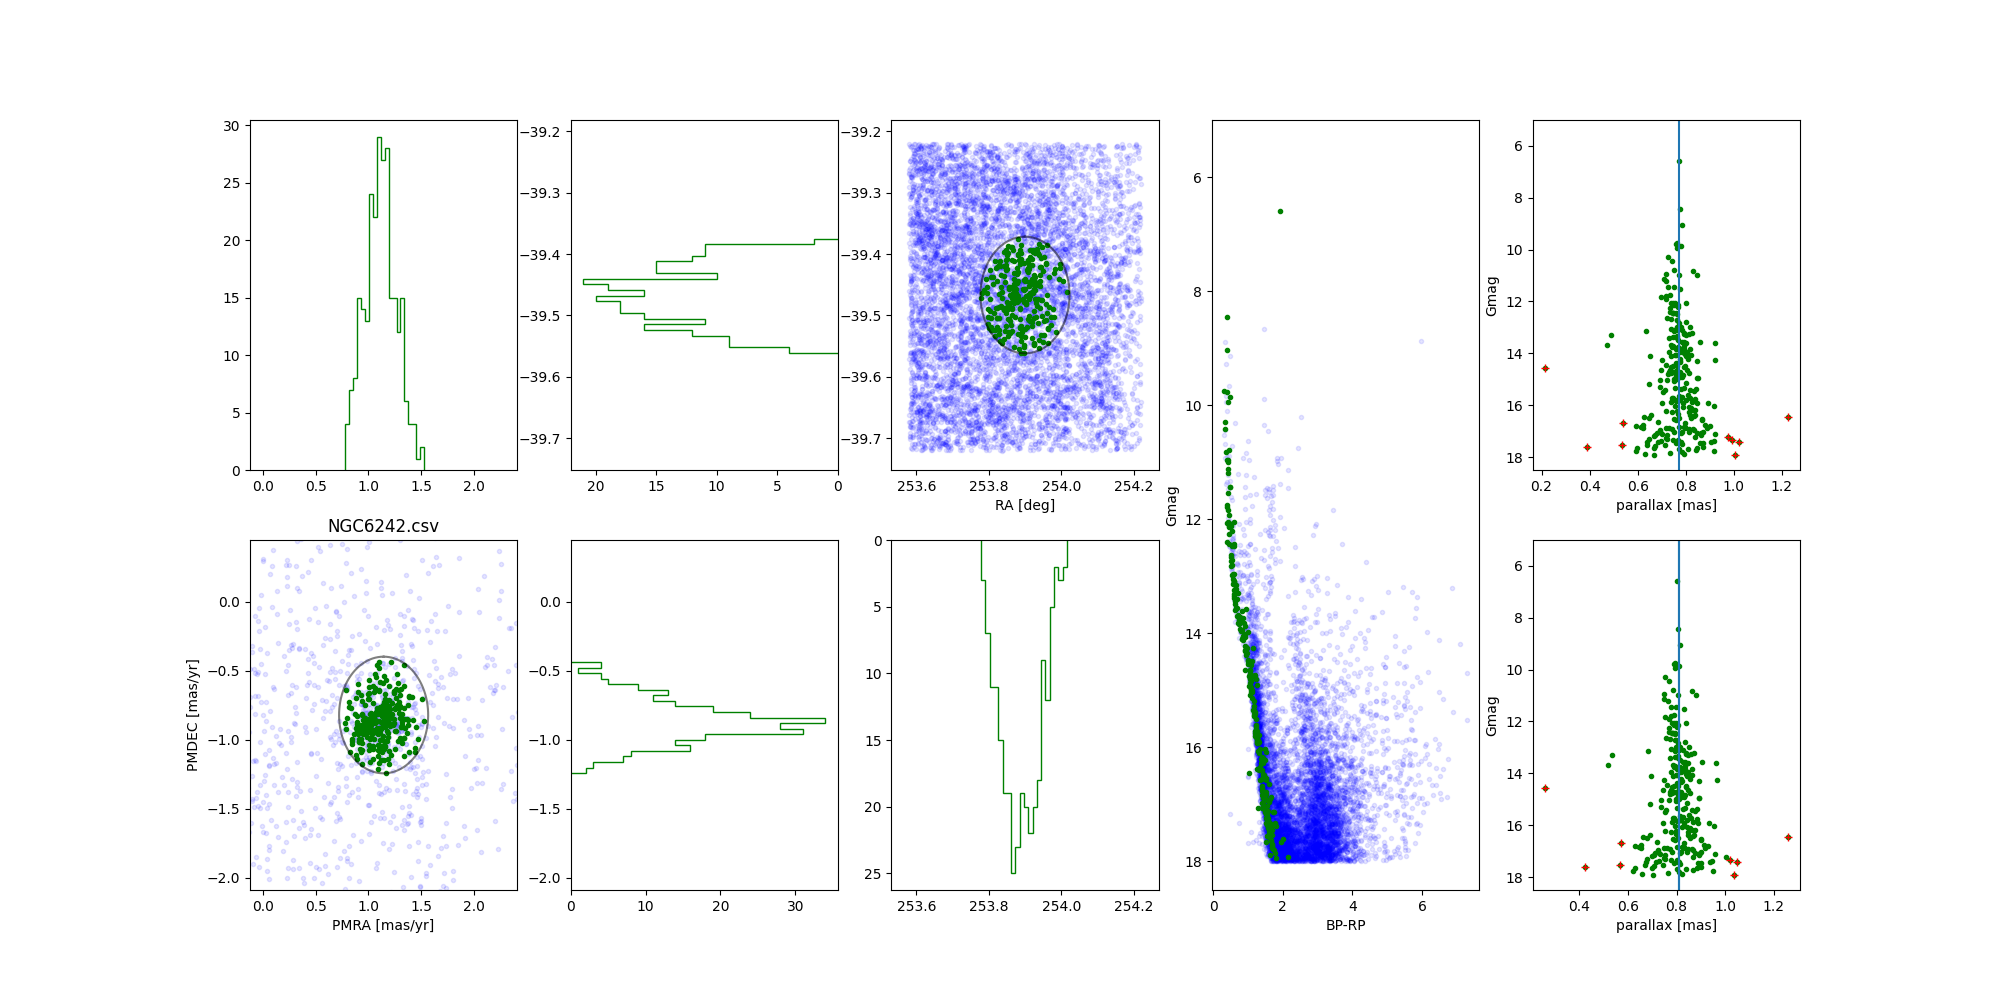 30
25
20
15
10
5
0
0.0 0.5 1.0 1.5 2.0
−39.2
−39.3
−39.4
−39.5
−39.6
−39.7
20 15 10 5 0
−39.2
−39.3
−39.4
−39.5
−39.6
−39.7
253.6 253.8 254.0 254.2
RA [deg]
Gmag
6
8
10
12
14
16
18
0 2 4 6
BP-RP
Gmag
6
8
10
12
14
16
18
0.2 0.4 0.6 0.8 1.0 1.2
parallax [mas]
NGC6242.csv
PMDEC [mas/yr]
0.0
−0.5
−1.0
−1.5
−2.0
0.0 0.5 1.0 1.5 2.0
PMRA [mas/yr]
0.0
−0.5
−1.0
−1.5
−2.0
0 10 20 30
0
5
10
15
20
25
253.6 253.8 254.0 254.2
Gmag
6
8
10
12
14
16
18
0.4 0.6 0.8 1.0 1.2
parallax [mas]